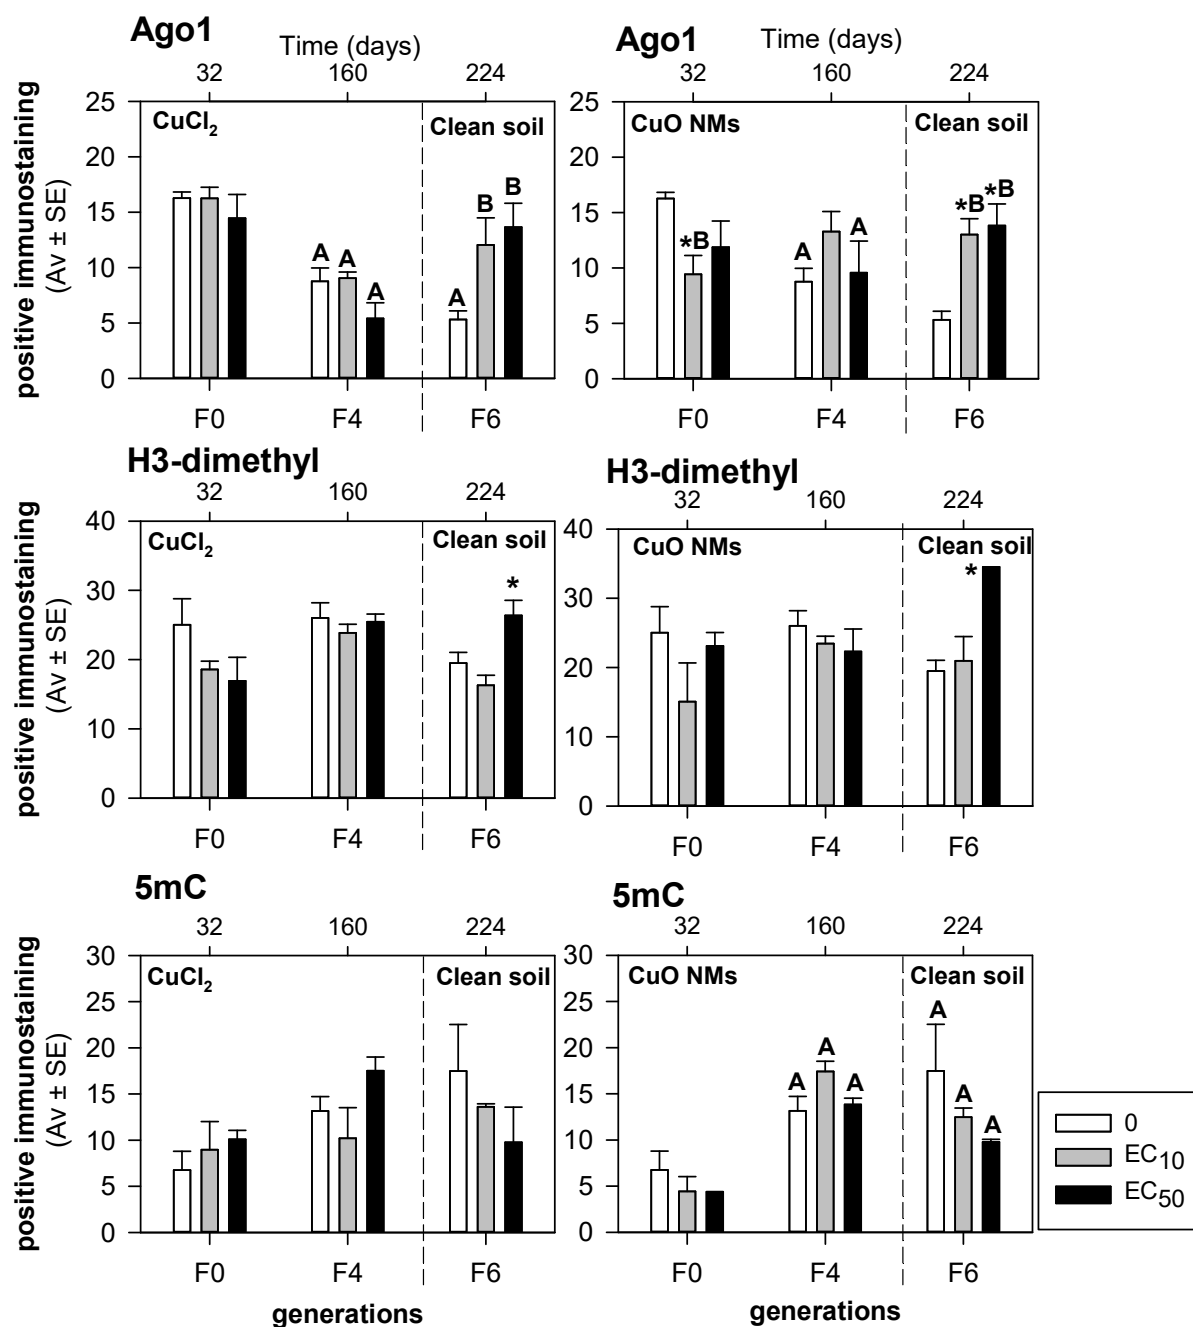 Ago1
Time (days)
32 160 224
25
20
15
10
5
0
CuCl2
Clean soil
A A A
A B B
F0 F4 F6
positive immunostaining
(Av ± SE)
Ago1
Time (days)
32 160 224
25
20
15
10
5
0
CuO NMs
Clean soil
*B
A A
*B *B
F0 F4 F6
H3-dimethyl
32 160 224
40
30
20
10
0
CuCl2
Clean soil
*
F0 F4 F6
positive immunostaining
(Av ± SE)
H3-dimethyl
32 160 224
40
30
20
10
0
CuO NMs
Clean soil
*
F0 F4 F6
5mC
32 160 224
30
25
20
15
10
5
0
CuCl2
Clean soil
F0 F4 F6
generations
positive immunostaining
(Av ± SE)
5mC
32 160 224
30
25
20
15
10
5
0
CuO NMs
Clean soil
A A A
A A A
F0 F4 F6
generations
0
EC10
EC50